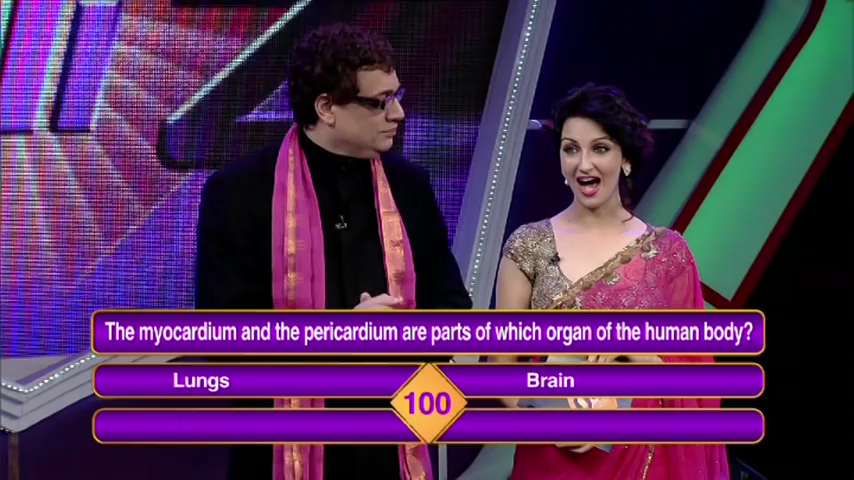 The myocardium and the pericardium are parts of which organ of the human body?
Lungs
Brain
100